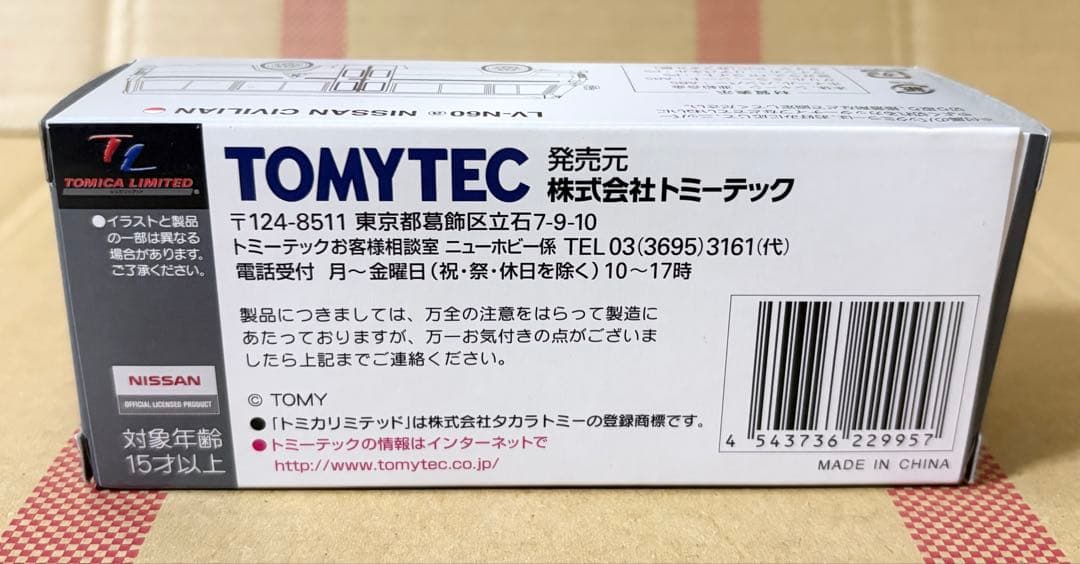 LV-N60ⓐ NISSAN CIVILIAN
TL
TOMICA LIMITED
●イラストと製品
の一部は異なる
場合があります。
ご了承ください。
NISSAN
OFFICIAL LICENSED PRODUCT
対象年齢
15才以上
TOMYTEC
発売元
株式会社トミーテック
〒124-8511 東京都葛飾区立石7-9-10
トミーテックお客様相談室 ニューホビー係 TEL 03(3695)3161(代)
電話受付 月～金曜日(祝・祭・休日を除く)10～17時
製品につきましては、万全の注意をはらって製造に
あたっておりますが、万一お気付きの点がございま
したら上記までご連絡ください。
© TOMY
●「トミカリミテッド」は株式会社タカラトミーの登録商標です。
●トミーテックの情報はインターネットで
http://www.tomytec.co.jp/
4 543736 229957
MADE IN CHINA